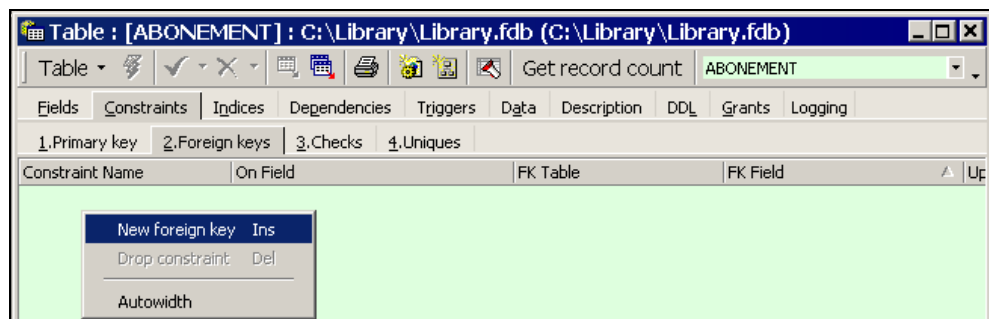 Table : [ABONEMENT] : C:\Library\Library.fdb (C:\Library\Library.fdb)
Table Get record count ABONEMENT
Fields Constraints Indices Dependencies Triggers Data Description DDL Grants Logging
1.Primary key 2.Foreign keys 3.Checks 4.Uniques
Constraint Name On Field FK Table FK Field Up
New foreign key Ins
Drop constraint Del
Autowidth